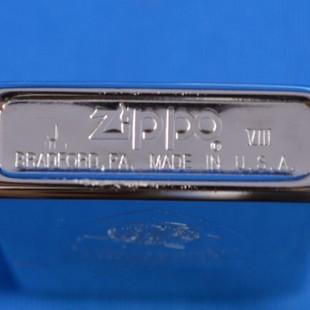 J Zippo VIII
BRADFORD, PA. MADE IN U.S.A.